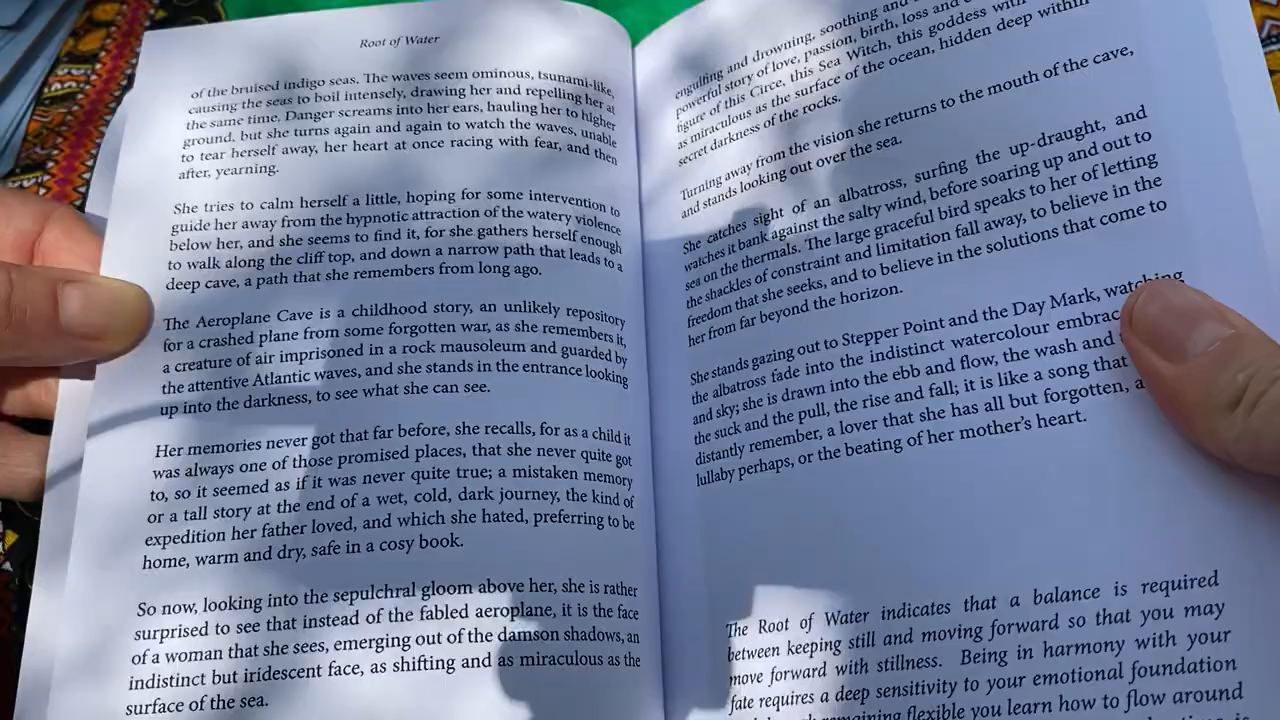 Root of Water
of the bruised indigo seas. The waves seem ominous, tsunami-like,
causing the seas to boil intensely, drawing her and repelling her at
the same time. Danger screams into her ears, hauling her to higher
ground, but she turns again and again to watch the waves, unable
to tear herself away, her heart at once racing with fear, and then
after, yearning.
She tries to calm herself a little, hoping for some intervention to
guide her away from the hypnotic attraction of the watery violence
below her, and she seems to find it, for she gathers herself enough
to walk along the cliff top, and down a narrow path that leads to a
deep cave, a path that she remembers from long ago.
The Aeroplane Cave is a childhood story, an unlikely repository
for a crashed plane from some forgotten war, as she remembers it,
a creature of air imprisoned in a rock mausoleum and guarded by
the attentive Atlantic waves, and she stands in the entrance looking
up into the darkness, to see what she can see.
Her memories never got that far before, she recalls, for as a child it
was always one of those promised places, that she never quite got
to, so it seemed as if it was never quite true; a mistaken memory
or a tall story at the end of a wet, cold, dark journey, the kind of
expedition her father loved, and which she hated, preferring to be
home, warm and dry, safe in a cosy book.
So now, looking into the sepulchral gloom above her, she is rather
surprised to see that instead of the fabled aeroplane, it is the face
of a woman that she sees, emerging out of the damson shadows, an
indistinct but iridescent face, as shifting and as miraculous as the
surface of the sea.
engulfing and drowning, soothing and
powerful story of love, passion, birth, loss and
figure of this Circe, this Sea Witch, this goddess with
as miraculous as the surface of the ocean, hidden deep within
secret darkness of the rocks.
Turning away from the vision she returns to the mouth of the cave,
and stands looking out over the sea.
She catches sight of an albatross, surfing the up-draught, and
watches it bank against the salty wind, before soaring up and out to
sea on the thermals. The large graceful bird speaks to her of letting
the shackles of constraint and limitation fall away, to believe in the
freedom that she seeks, and to believe in the solutions that come to
her from far beyond the horizon.
She stands gazing out to Stepper Point and the Day Mark, watching
the albatross fade into the indistinct watercolour
and sky; she is drawn into the ebb and flow, the wash and
the suck and the pull, the rise and fall; it is like a song that
distantly remember, a lover that she has all but forgotten, a
lullaby perhaps, or the beating of her mother's heart.
The Root of Water indicates that a balance is required
between keeping still and moving forward so that you may
move forward with stillness. Being in harmony with your
fate requires a deep sensitivity to your emotional foundation
remaining flexible you learn how to flow around